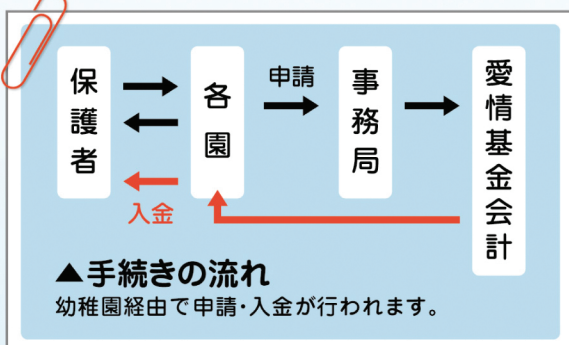 保護者
各園
申請
事務局
愛情基金会計
入金
▲手続きの流れ
幼稚園経由で申請・入金が行われます。